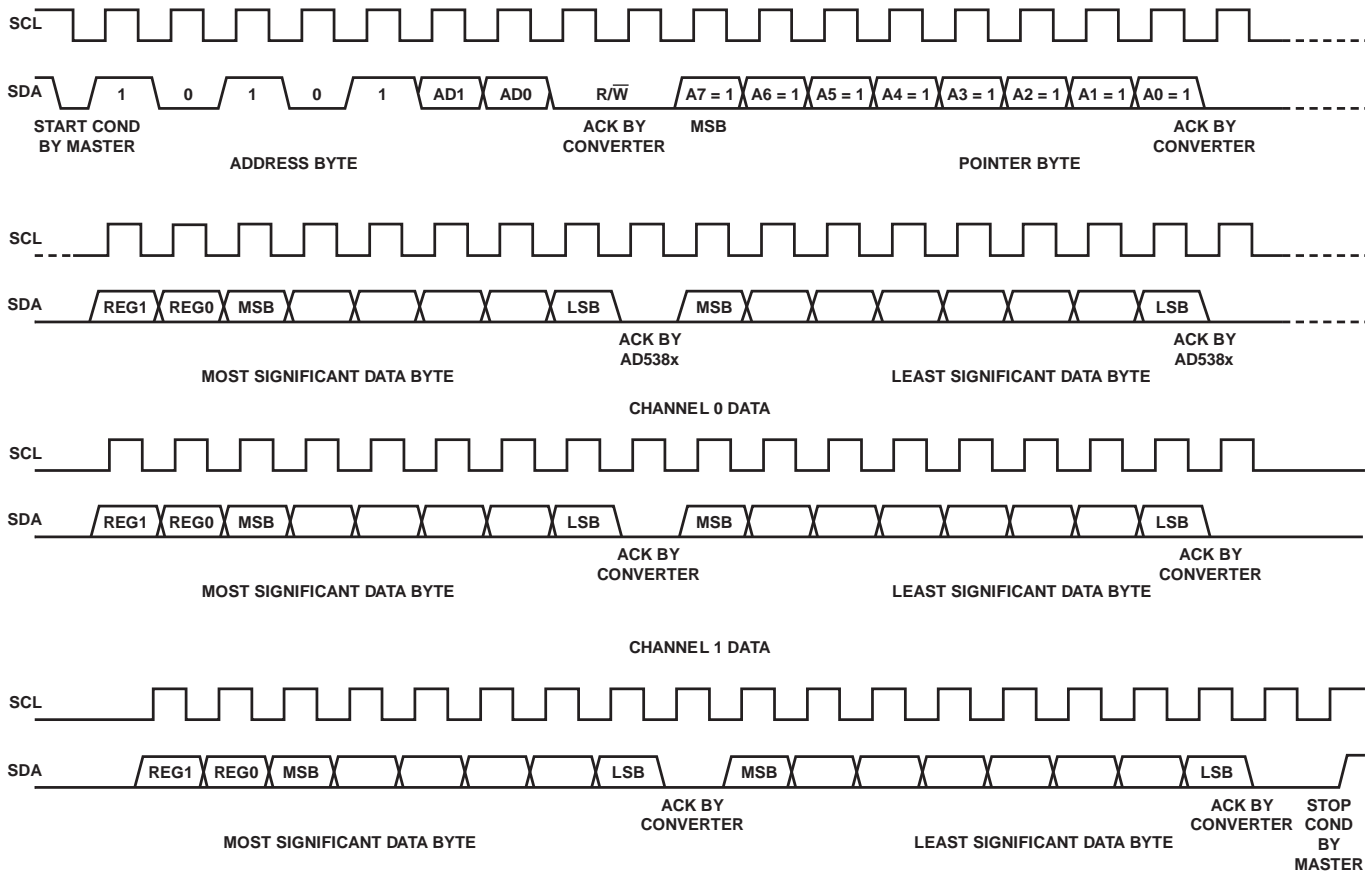 SCL
SDA 1 0 1 0 1 AD1 AD0 R/W̅ A7 = 1 A6 = 1 A5 = 1 A4 = 1 A3 = 1 A2 = 1 A1 = 1 A0 = 1
START COND BY MASTER
ACK BY CONVERTER
MSB
ACK BY CONVERTER
ADDRESS BYTE
POINTER BYTE
SCL
SDA REG1 REG0 MSB LSB MSB LSB
ACK BY AD538x
ACK BY AD538x
MOST SIGNIFICANT DATA BYTE
LEAST SIGNIFICANT DATA BYTE
CHANNEL 0 DATA
SCL
SDA REG1 REG0 MSB LSB MSB LSB
ACK BY CONVERTER
ACK BY CONVERTER
MOST SIGNIFICANT DATA BYTE
LEAST SIGNIFICANT DATA BYTE
CHANNEL 1 DATA
SCL
SDA REG1 REG0 MSB LSB MSB LSB
ACK BY CONVERTER
ACK BY CONVERTER
STOP COND BY MASTER
MOST SIGNIFICANT DATA BYTE
LEAST SIGNIFICANT DATA BYTE